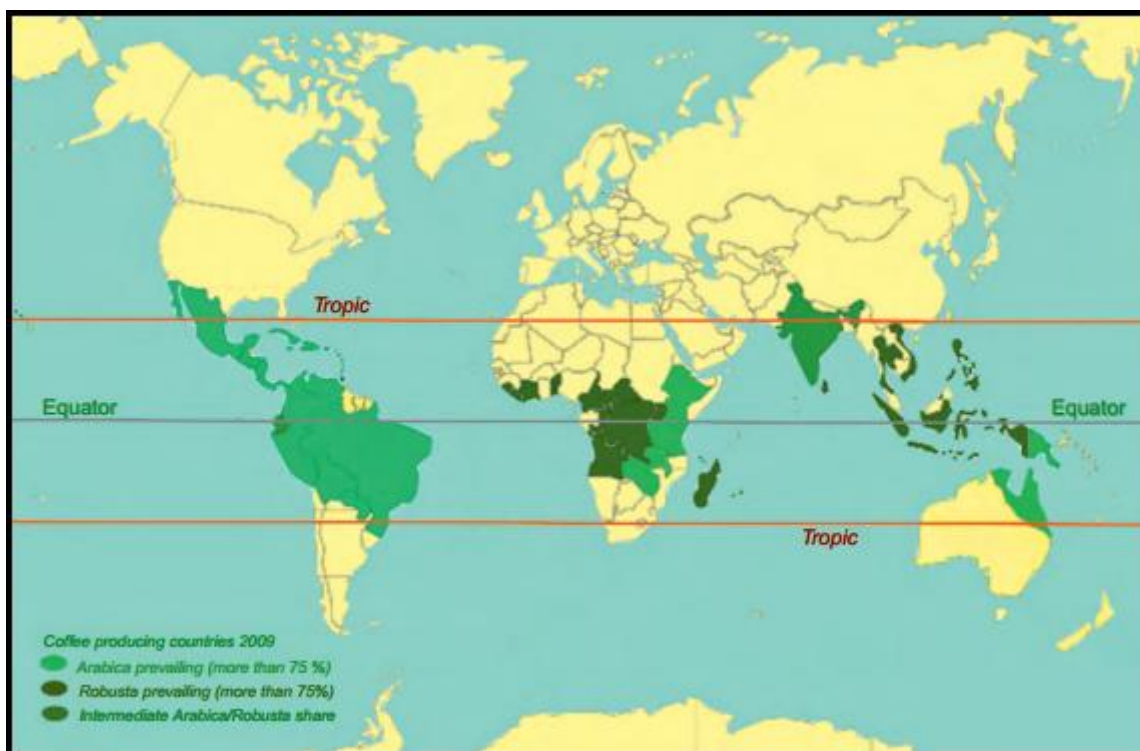 Tropic
Equator
Equator
Tropic
Coffee producing countries 2009
Arabica prevailing (more than 75 %)
Robusta prevailing (more than 75%)
Intermediate Arabica/Robusta share